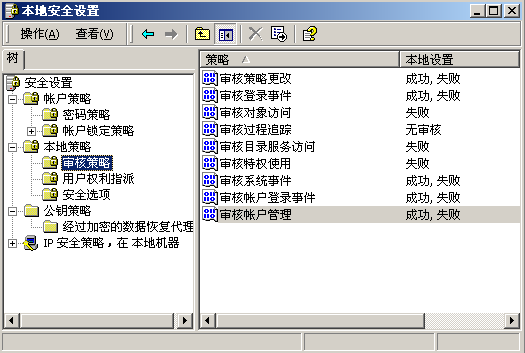 本地安全设置
操作(A) 查看(V)
树
策略 本地设置
安全设置
帐户策略
密码策略
帐户锁定策略
本地策略
审核策略
用户权利指派
安全选项
公钥策略
经过加密的数据恢复代理
IP 安全策略，在 本地机器
审核策略更改 成功, 失败
审核登录事件 成功, 失败
审核对象访问 失败
审核过程追踪 无审核
审核目录服务访问 失败
审核特权使用 失败
审核系统事件 成功, 失败
审核帐户登录事件 成功, 失败
审核帐户管理 成功, 失败